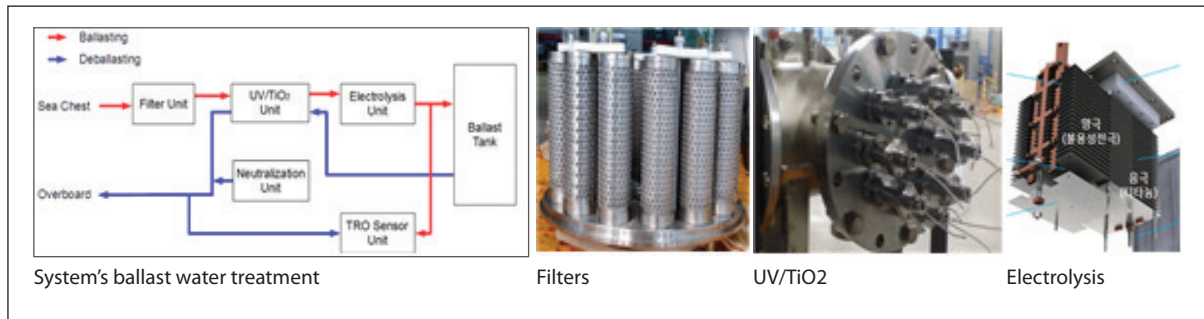 Ballasting
Deballasting
Sea Chest
Filter Unit
UV/TiO₂
Unit
Electrolysis
Unit
Ballast
Tank
Neutralization
Unit
Overboard
TRO Sensor
Unit
양극
(불용성전극)
음극
(티타늄)
System's ballast water treatment
Filters
UV/TiO2
Electrolysis